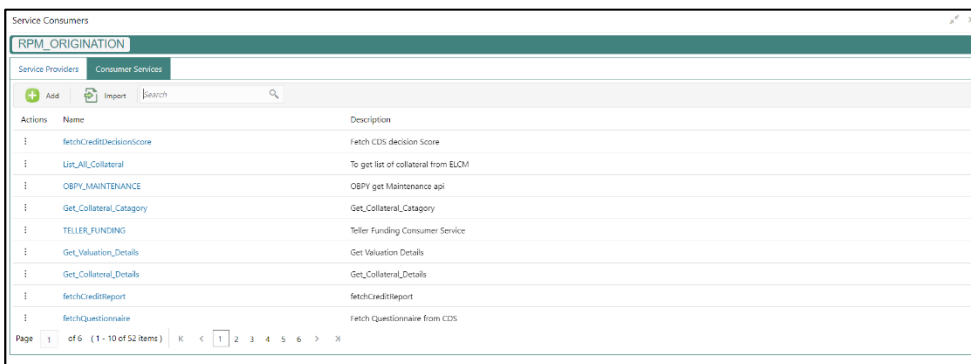 Service Consumers
RPM_ORIGINATION
Service Providers Consumer Services
Add Import Search
Actions Name Description
fetchCreditDecisionScore Fetch CDS decision Score
List_All_Collateral To get list of collateral from ELCM
OBPY_MAINTENANCE OBPY get Maintenance api
Get_Collateral_Catagory Get_Collateral_Catagory
TELLER_FUNDING Teller Funding Consumer Service
Get_Valuation_Details Get Valuation Details
Get_Collateral_Details Get_Collateral_Details
fetchCreditReport fetchCreditReport
fetchQuestionnaire Fetch Questionnaire from CDS
Page 1 of 6 ( 1 - 10 of 52 items ) 1 2 3 4 5 6